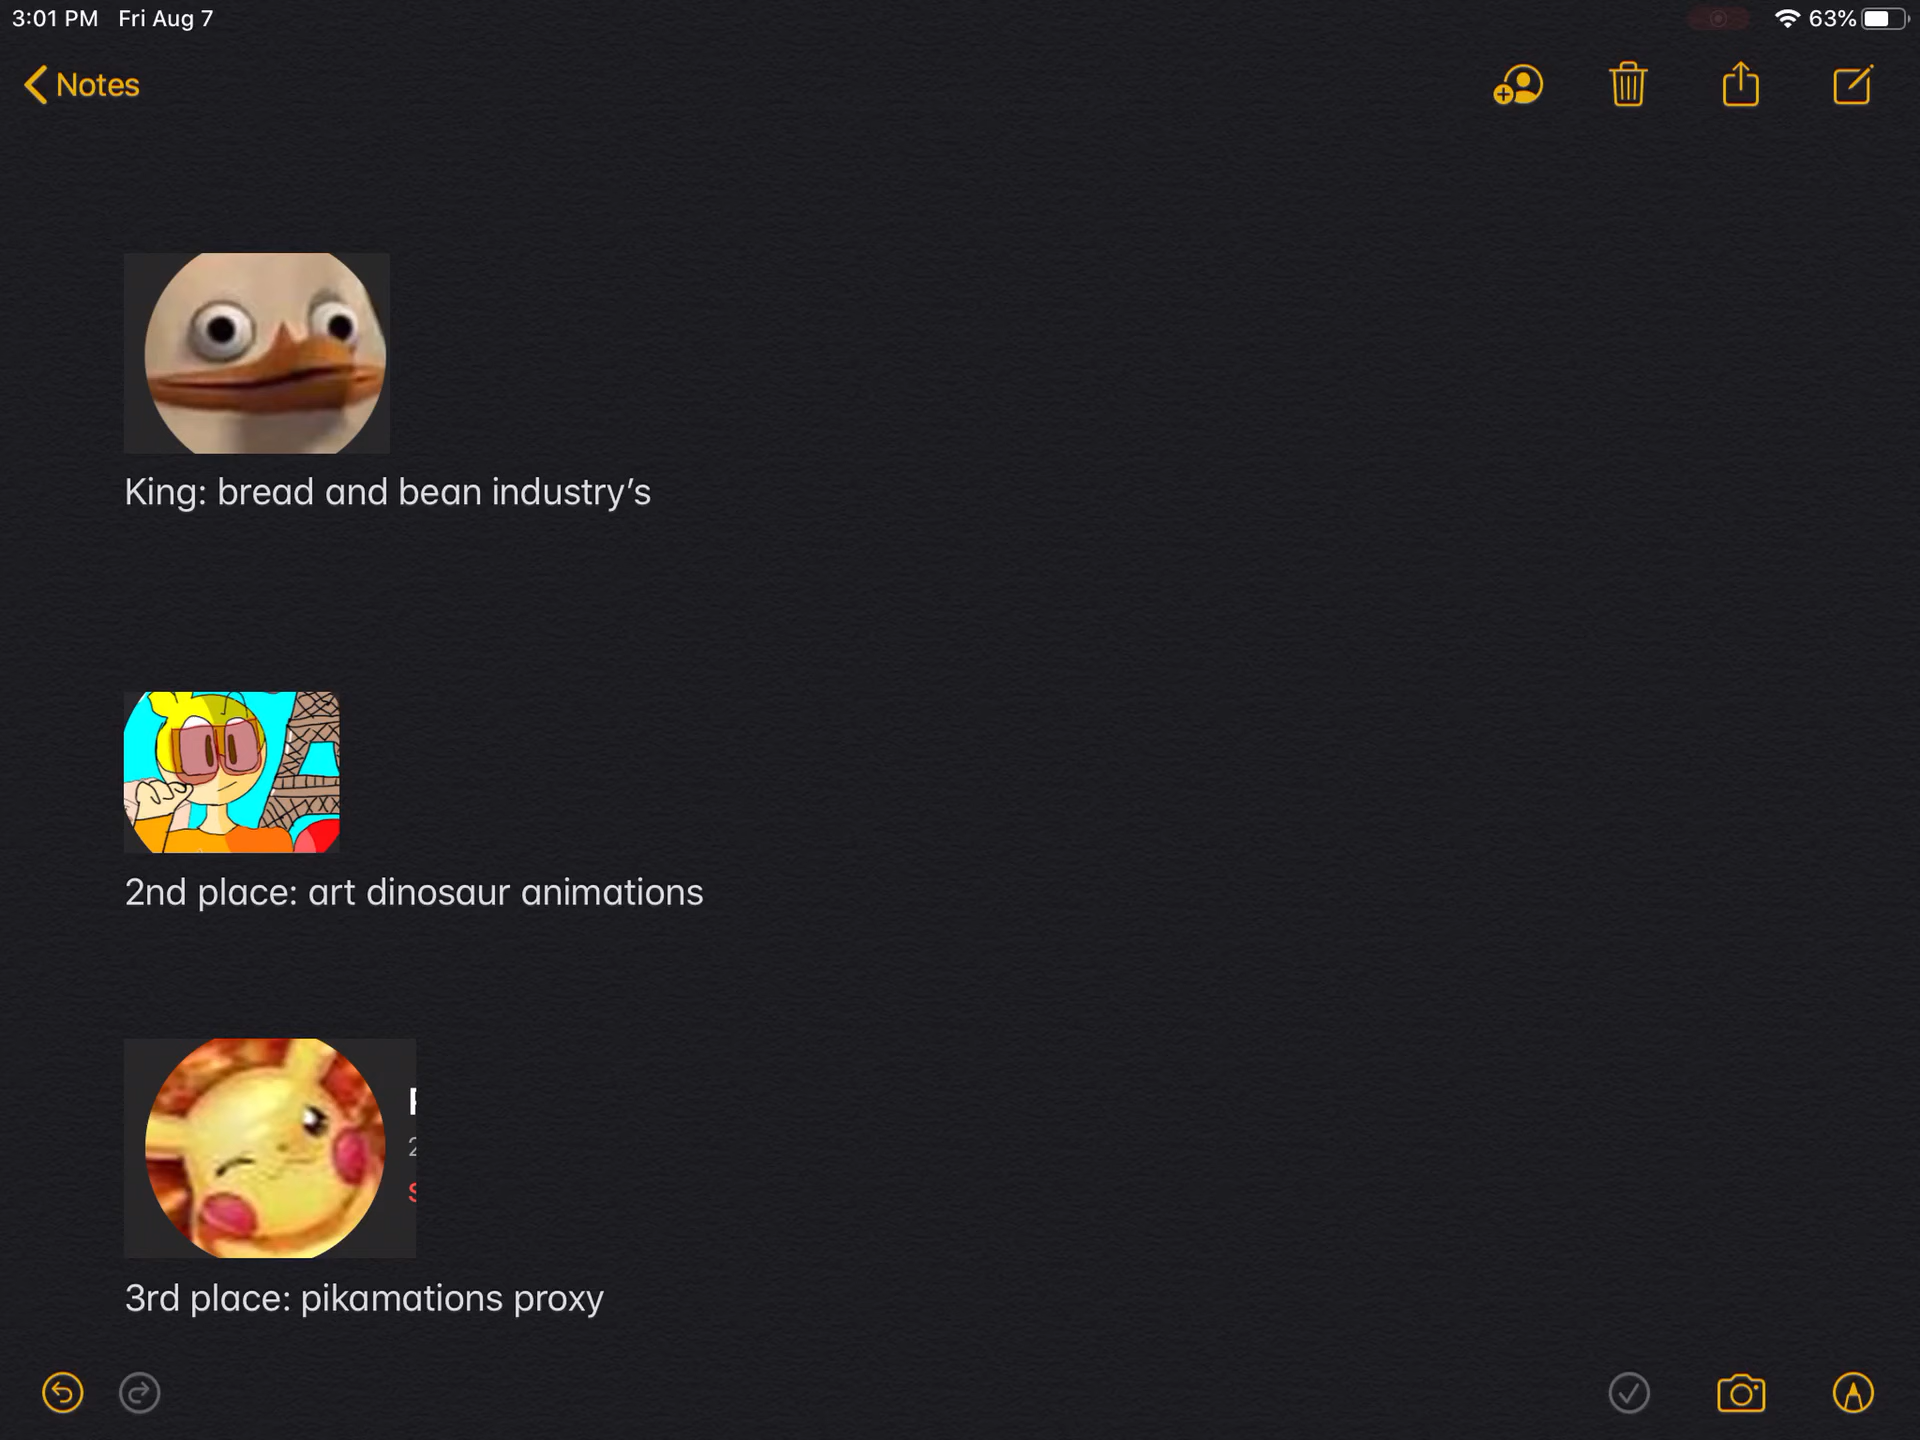 3:01 PM Fri Aug 7 63%
Notes
King: bread and bean industry’s
2nd place: art dinosaur animations
3rd place: pikamations proxy